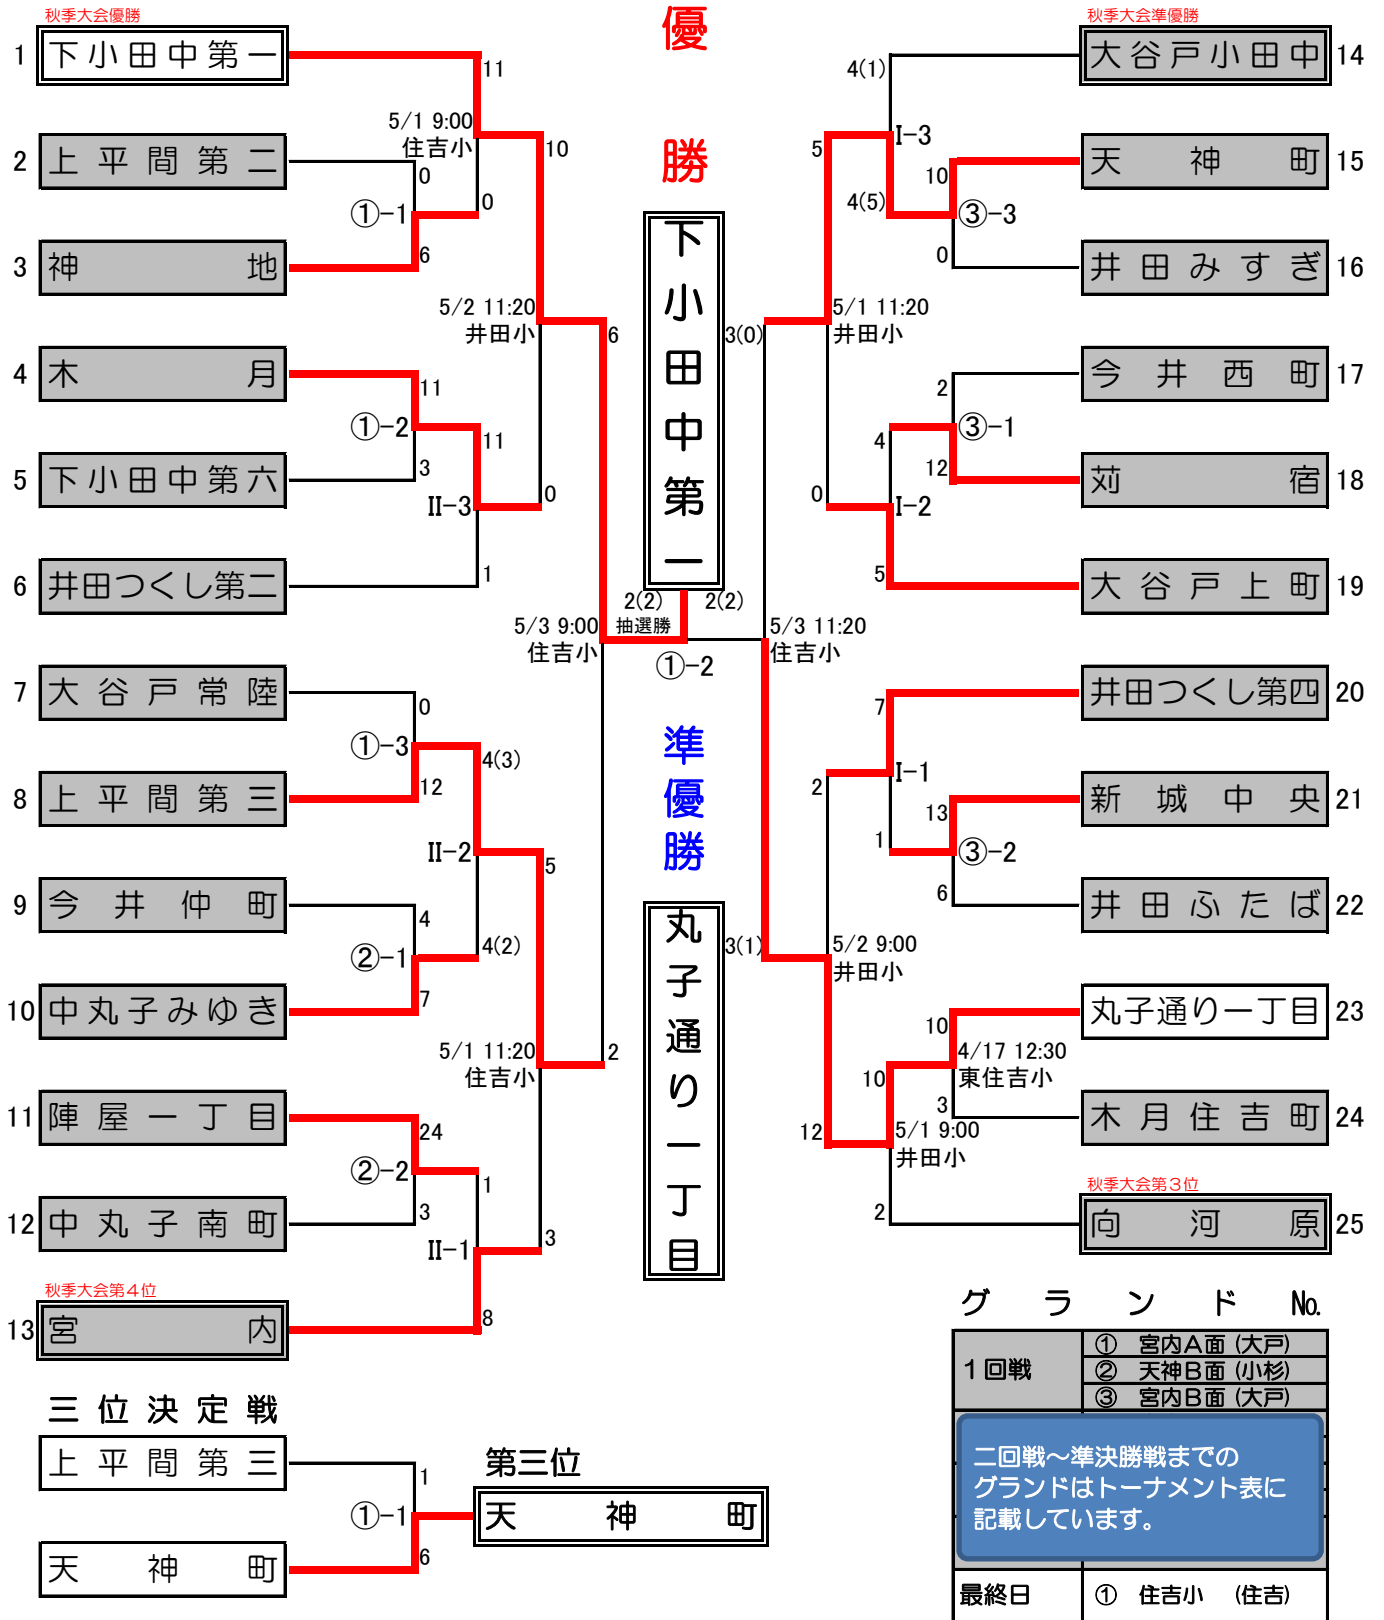 優勝
下小田中第一
準優勝
丸子通り一丁目
秋季大会優勝
1 下小田中第一
2 上平間第二
3 神地
4 木月
5 下小田中第六
6 井田つくし第二
7 大谷戸常陸
8 上平間第三
9 今井仲町
10 中丸子みゆき
11 陣屋一丁目
12 中丸子南町
秋季大会第4位
13 宮内
11
5/1 9:00
住吉小
10
0
①-1
0
6
5/2 11:20
井田小
6
11
①-2
11
3
II-3
0
1
5/3 9:00
住吉小
0
①-3
4(3)
12
II-2
5
4
②-1
4(2)
7
5/1 11:20
住吉小
2
24
②-2
1
3
II-1
3
8
2(2)
抽選勝
2(2)
①-2
3(0)
3(1)
秋季大会準優勝
大谷戸小田中 14
天神町 15
井田みすぎ 16
今井西町 17
苅宿 18
大谷戸上町 19
井田つくし第四 20
新城中央 21
井田ふたば 22
丸子通り一丁目 23
木月住吉町 24
秋季大会第3位
向河原 25
4(1)
I-3
5
10
4(5)
③-3
0
5/1 11:20
井田小
2
③-1
4
12
0
I-2
5
5/3 11:20
住吉小
7
I-1
2
13
1
③-2
6
5/2 9:00
井田小
10
4/17 12:30
東住吉小
10
3
12
5/1 9:00
井田小
2
三位決定戦
上平間第三
1
①-1
天神町
6
第三位
天神町
グランド№
1回戦
① 宮内A面 (大戸)
② 天神B面 (小杉)
③ 宮内B面 (大戸)
二回戦～準決勝戦までの
グランドはトーナメント表に
記載しています。
最終日 ① 住吉小 (住吉)